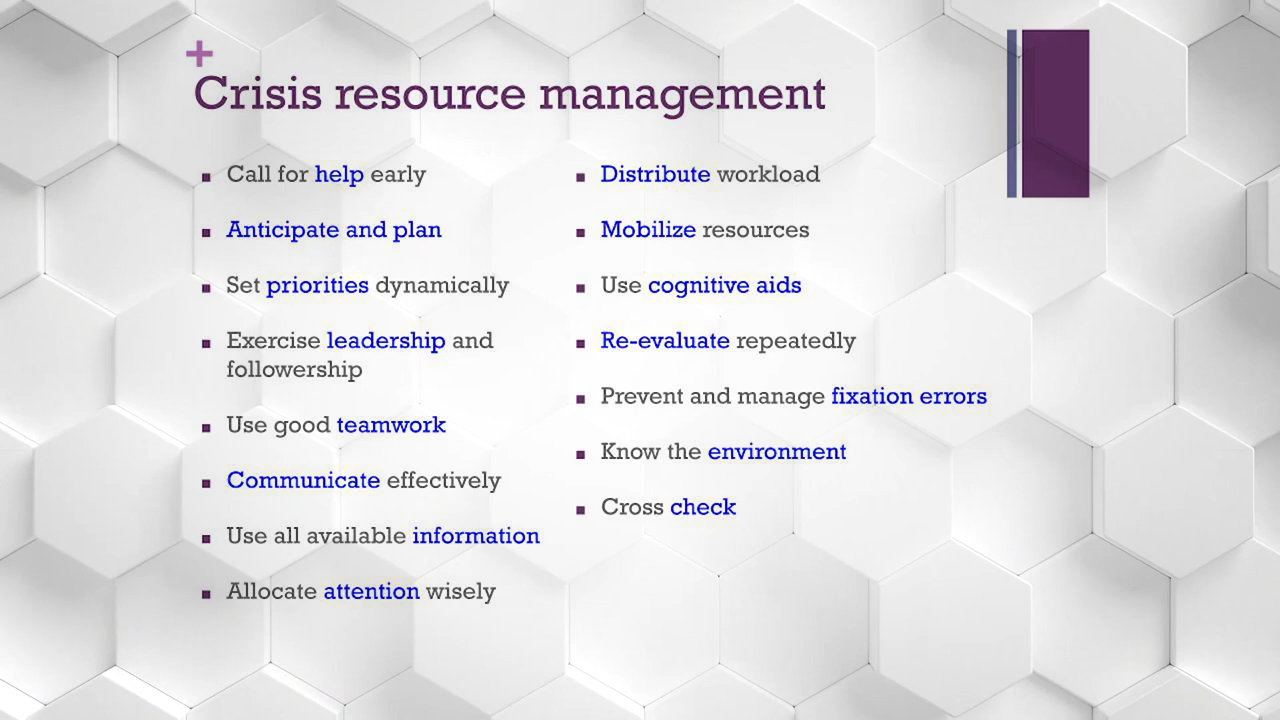 +
Crisis resource management
Call for help early
Anticipate and plan
Set priorities dynamically
Exercise leadership and
followership
Use good teamwork
Communicate effectively
Use all available information
Allocate attention wisely
Distribute workload
Mobilize resources
Use cognitive aids
Re-evaluate repeatedly
Prevent and manage fixation errors
Know the environment
Cross check